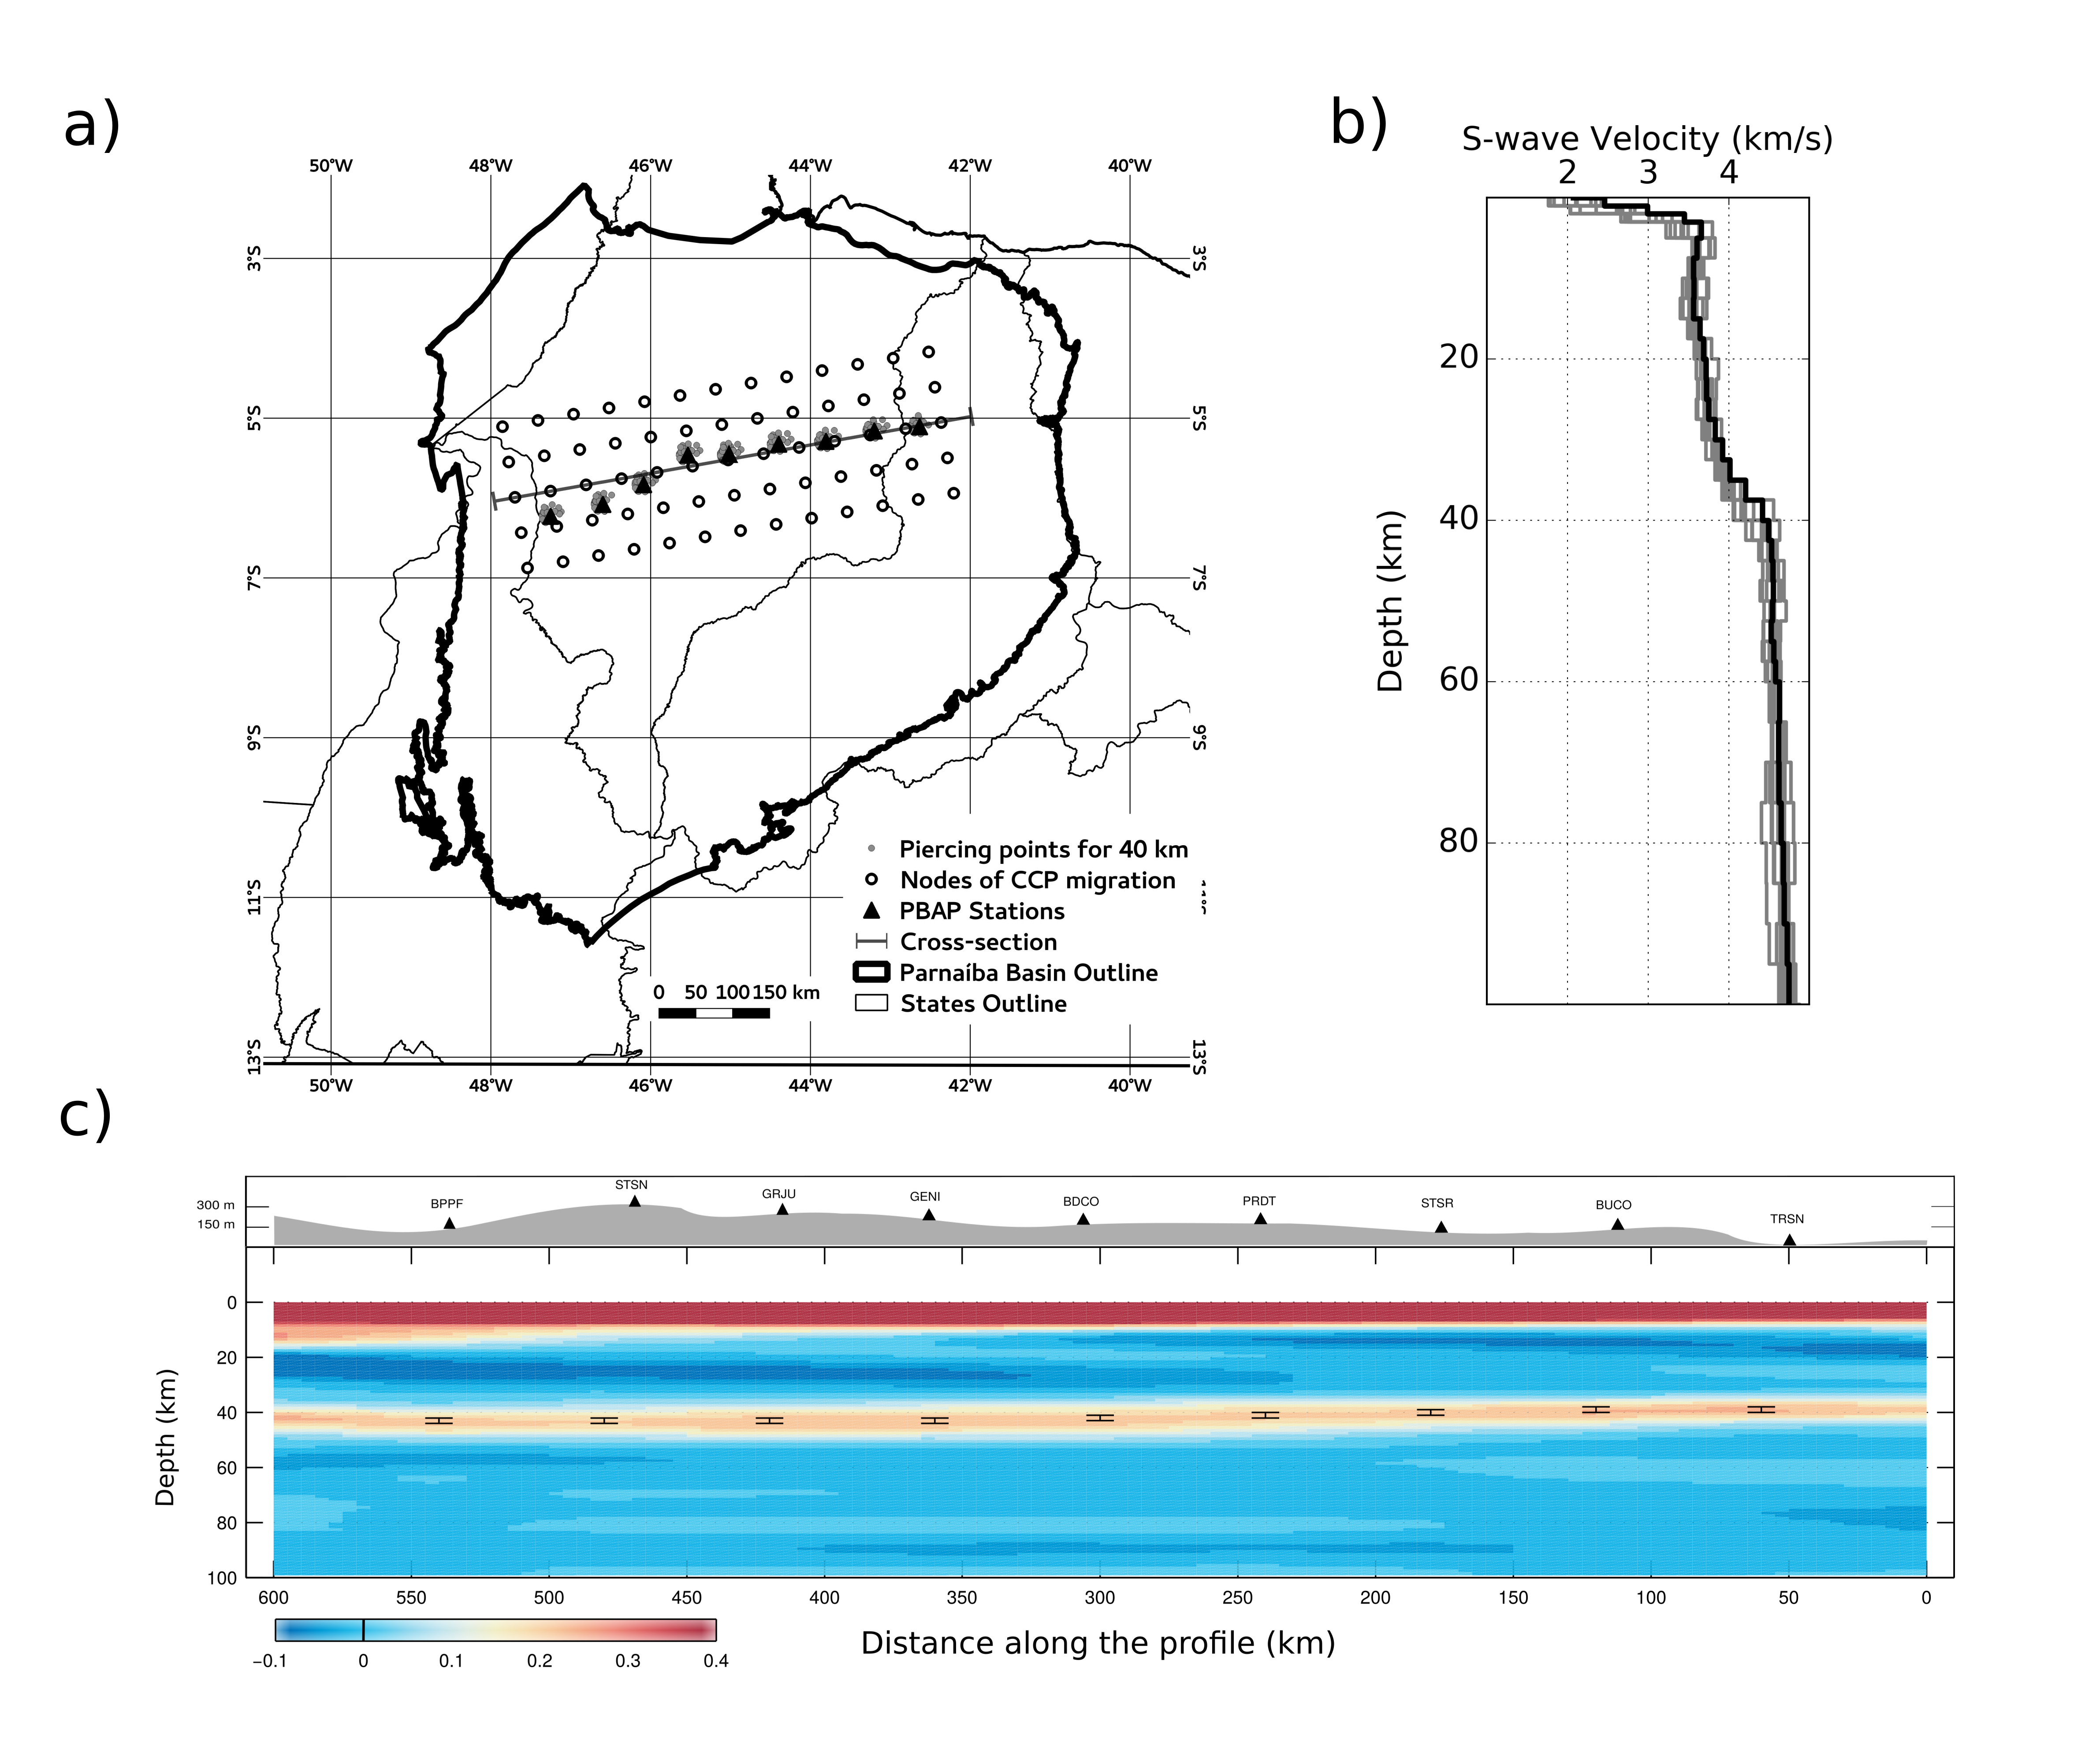 a)
50°W 48°W 46°W 44°W 42°W 40°W
3°S 3°S
5°S 5°S
7°S 7°S
9°S 9°S
11°S
13°S 13°S
Piercing points for 40 km
Nodes of CCP migration
PBAP Stations
Cross-section
Parnaíba Basin Outline
States Outline
0 50 100 150 km
50°W 48°W 46°W 44°W 42°W 40°W
b)
S-wave Velocity (km/s)
2 3 4
20
40
60
80
Depth (km)
c)
300 m
150 m
BPPF STSN GRJU GENI BDCO PRDT STSR BUCO TRSN
0
20
40
60
80
100
Depth (km)
600 550 500 450 400 350 300 250 200 150 100 50 0
Distance along the profile (km)
−0.1 0 0.1 0.2 0.3 0.4